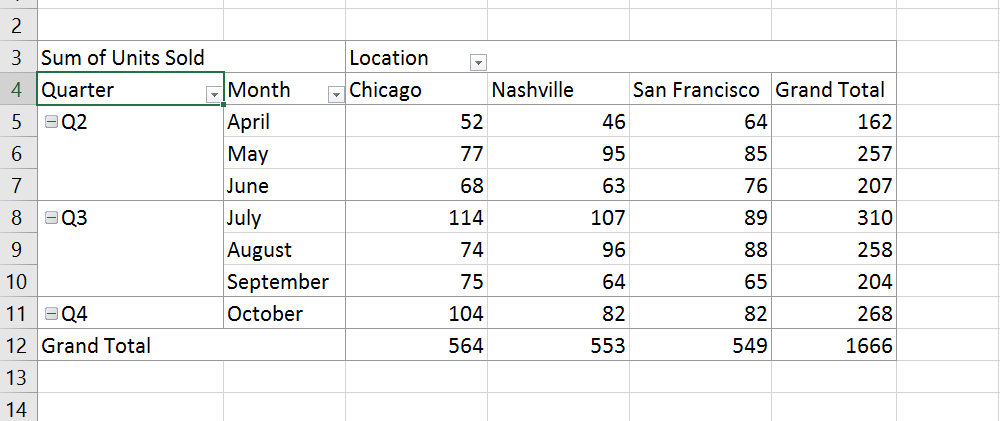 2
3 Sum of Units Sold Location
4 Quarter Month Chicago Nashville San Francisco Grand Total
5 Q2 April 52 46 64 162
6 May 77 95 85 257
7 June 68 63 76 207
8 Q3 July 114 107 89 310
9 August 74 96 88 258
10 September 75 64 65 204
11 Q4 October 104 82 82 268
12 Grand Total 564 553 549 1666
13
14